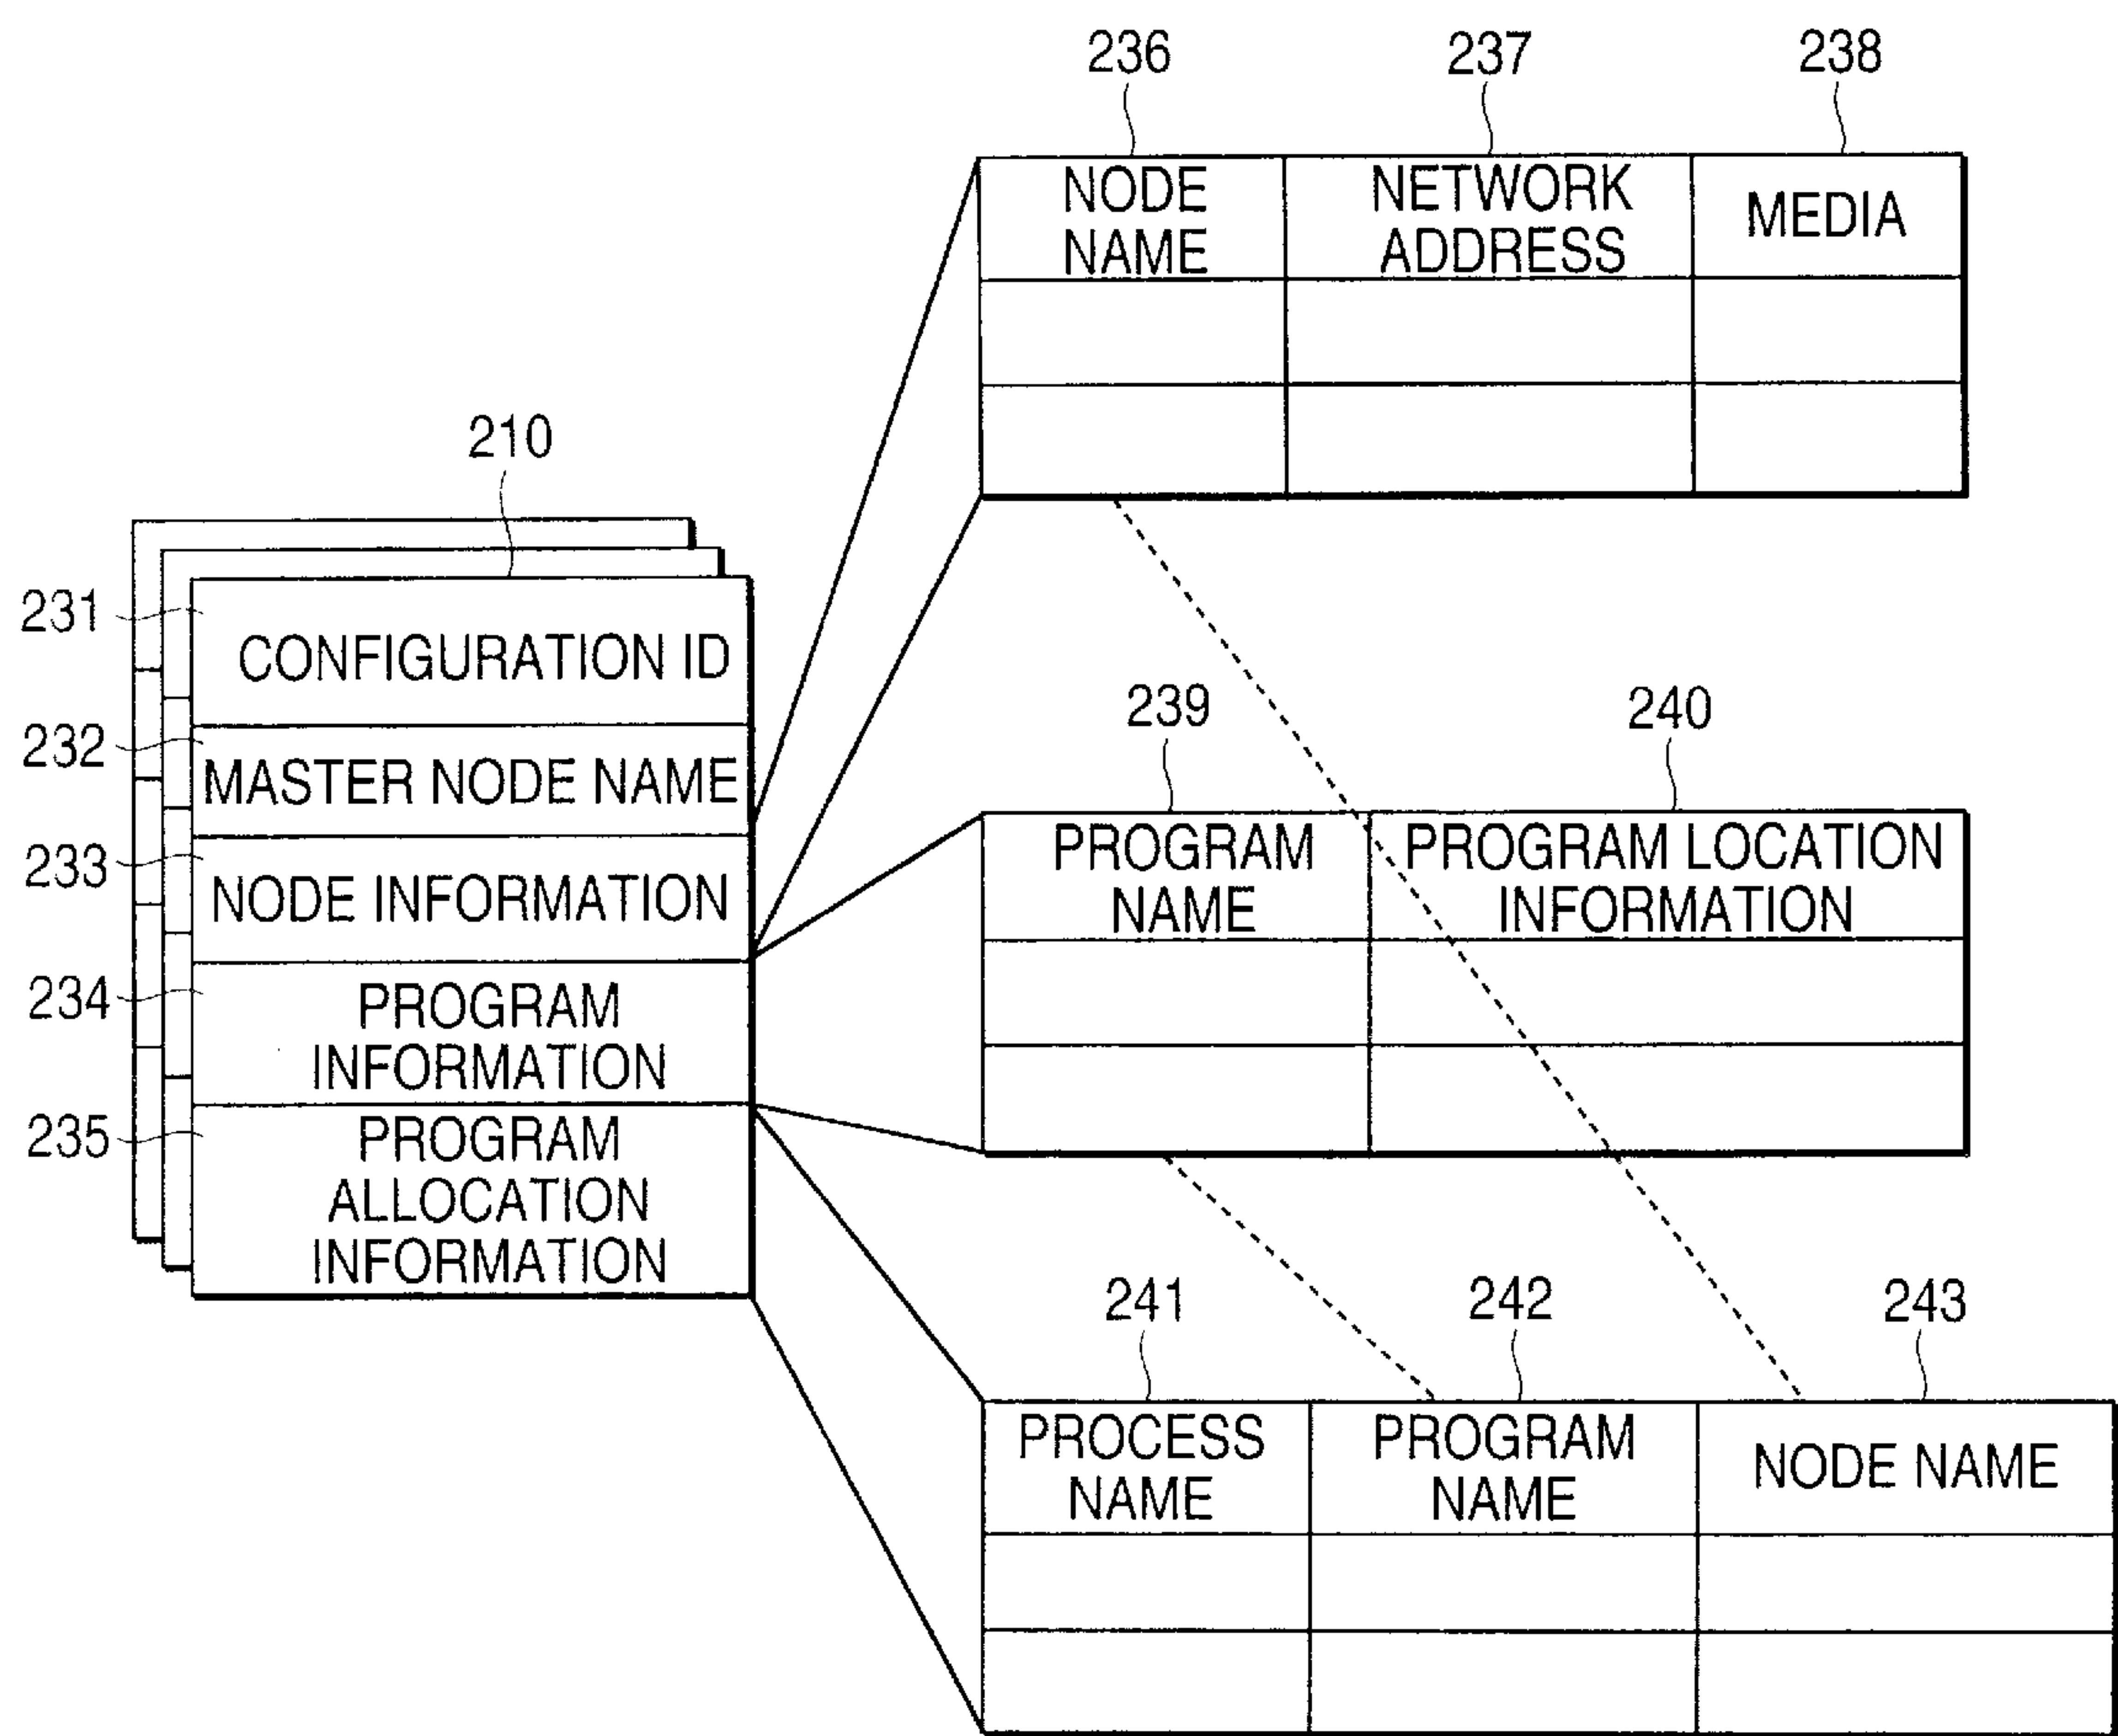 236
237
238
NODE
NAME
NETWORK
ADDRESS
MEDIA
210
231
CONFIGURATION ID
232
MASTER NODE NAME
233
NODE INFORMATION
234
PROGRAM
INFORMATION
235
PROGRAM
ALLOCATION
INFORMATION
239
240
PROGRAM
NAME
PROGRAM LOCATION
INFORMATION
241
242
243
PROCESS
NAME
PROGRAM
NAME
NODE NAME